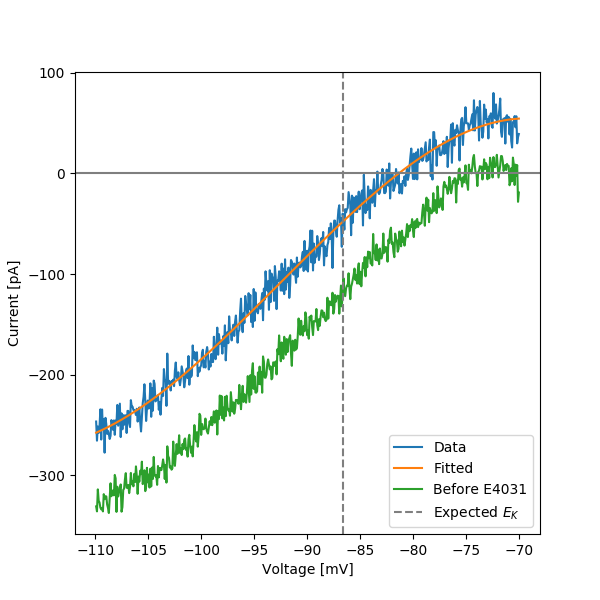 100
0
−100
−200
−300
Current [pA]
−110
−105
−100
−95
−90
−85
−80
−75
−70
Voltage [mV]
Data
Fitted
Before E4031
Expected E_K